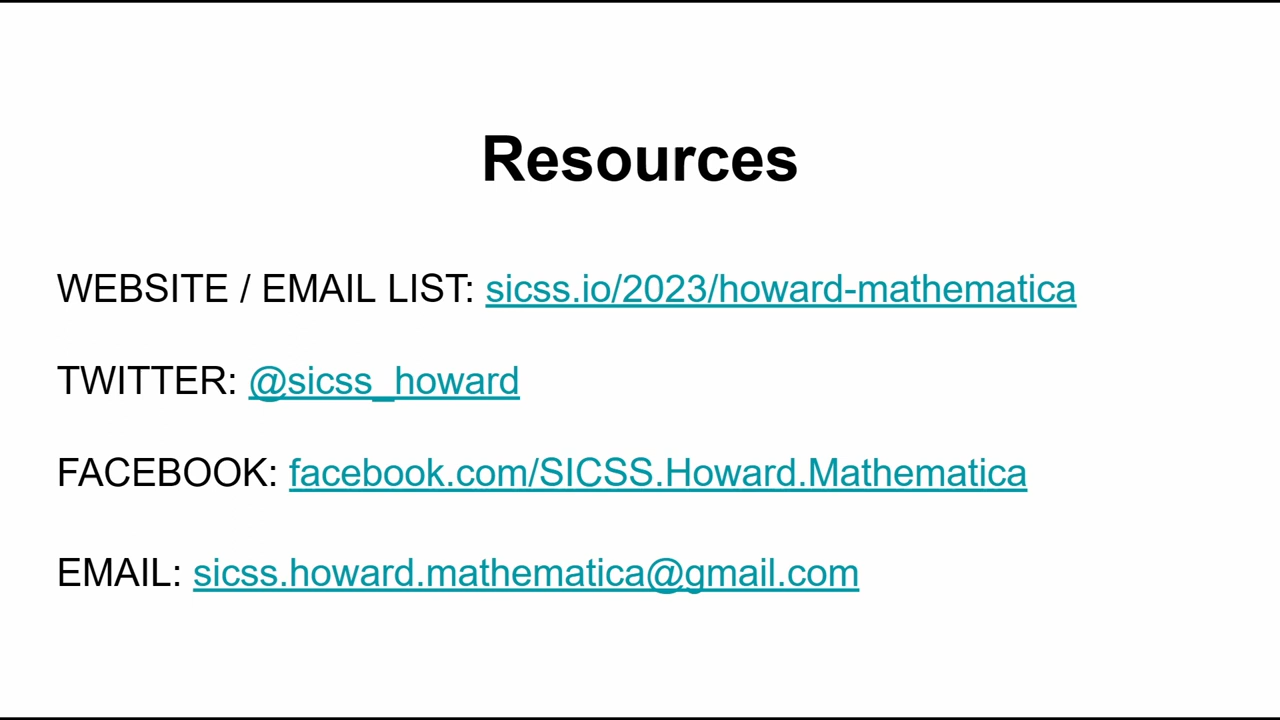 Resources
WEBSITE / EMAIL LIST: sicss.io/2023/howard-mathematica
TWITTER: @sicss_howard
FACEBOOK: facebook.com/SICSS.Howard.Mathematica
EMAIL: sicss.howard.mathematica@gmail.com